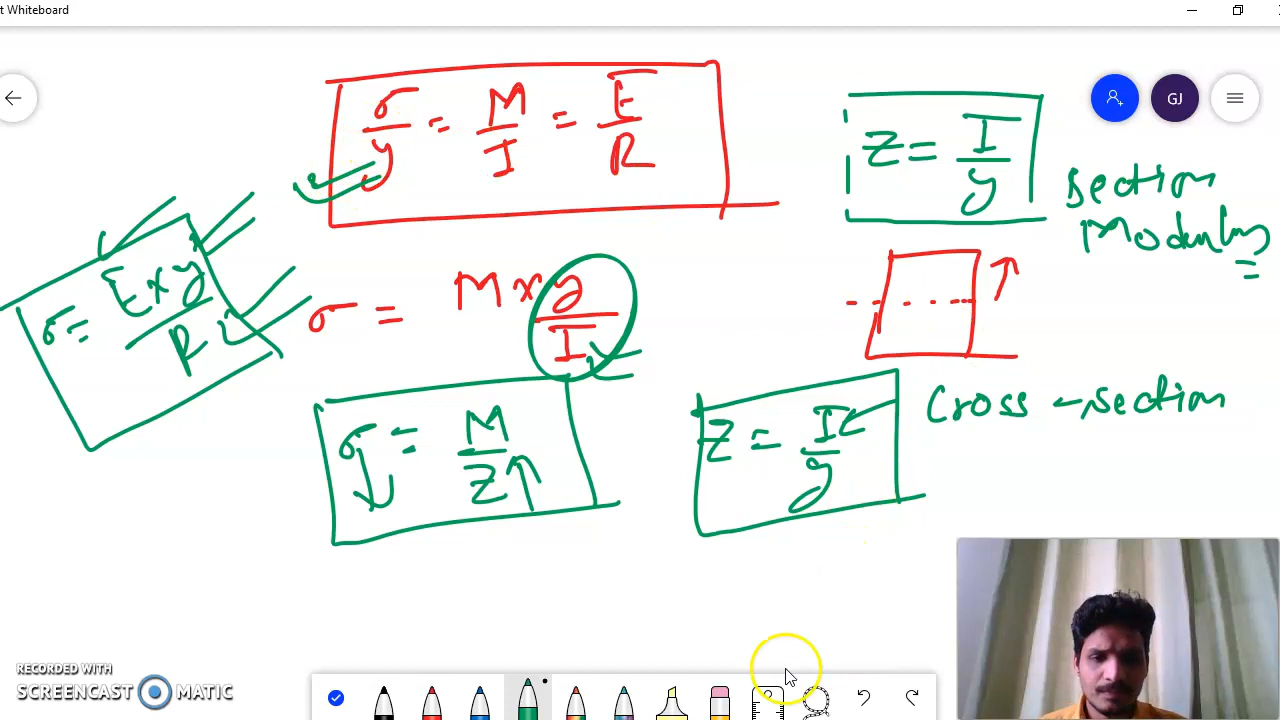 t Whiteboard
σ/y = M/I = E/R
Z = I/y
Section
Modulus
GJ
σ = E x y / R
σ = M x y / I
σ = M/Z
Z = I/y
Cross-section
RECORDED WITH
SCREENCAST MATIC